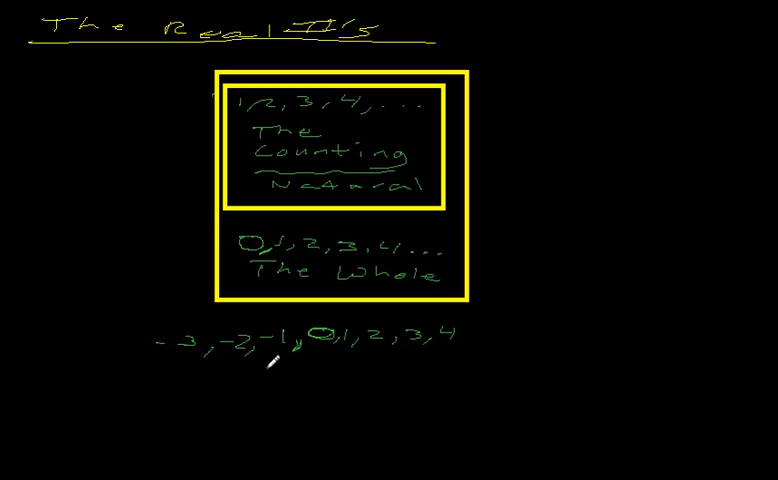 The Real #'s
1, 2, 3, 4, ...
The
Counting
Natural
0, 1, 2, 3, 4, ...
The Whole
-3, -2, -1, 0, 1, 2, 3, 4